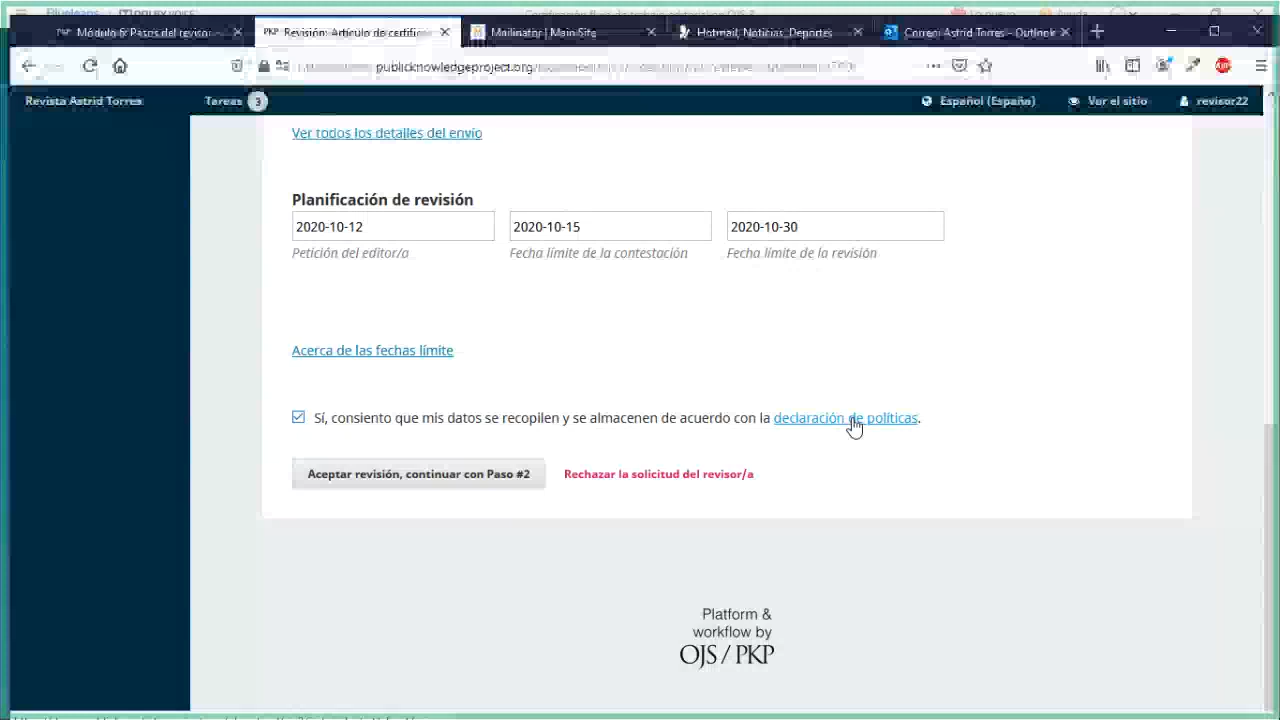 Módulo 6: Pasos del revisor
PKP Revisión: Artículo de certific
Mailinator | Main Site
Hotmail, Noticias, Deportes
Correo: Astrid Torres - Outlook
publicknowledgeproject.org
Revista Astrid Torres
Tareas 3
Español (España)
Ver el sitio
revisor22
Ver todos los detalles del envío
Planificación de revisión
2020-10-12
2020-10-15
2020-10-30
Petición del editor/a
Fecha límite de la contestación
Fecha límite de la revisión
Acerca de las fechas límite
Sí, consiento que mis datos se recopilen y se almacenen de acuerdo con la declaración de políticas.
Aceptar revisión, continuar con Paso #2
Rechazar la solicitud del revisor/a
Platform &
workflow by
OJS / PKP